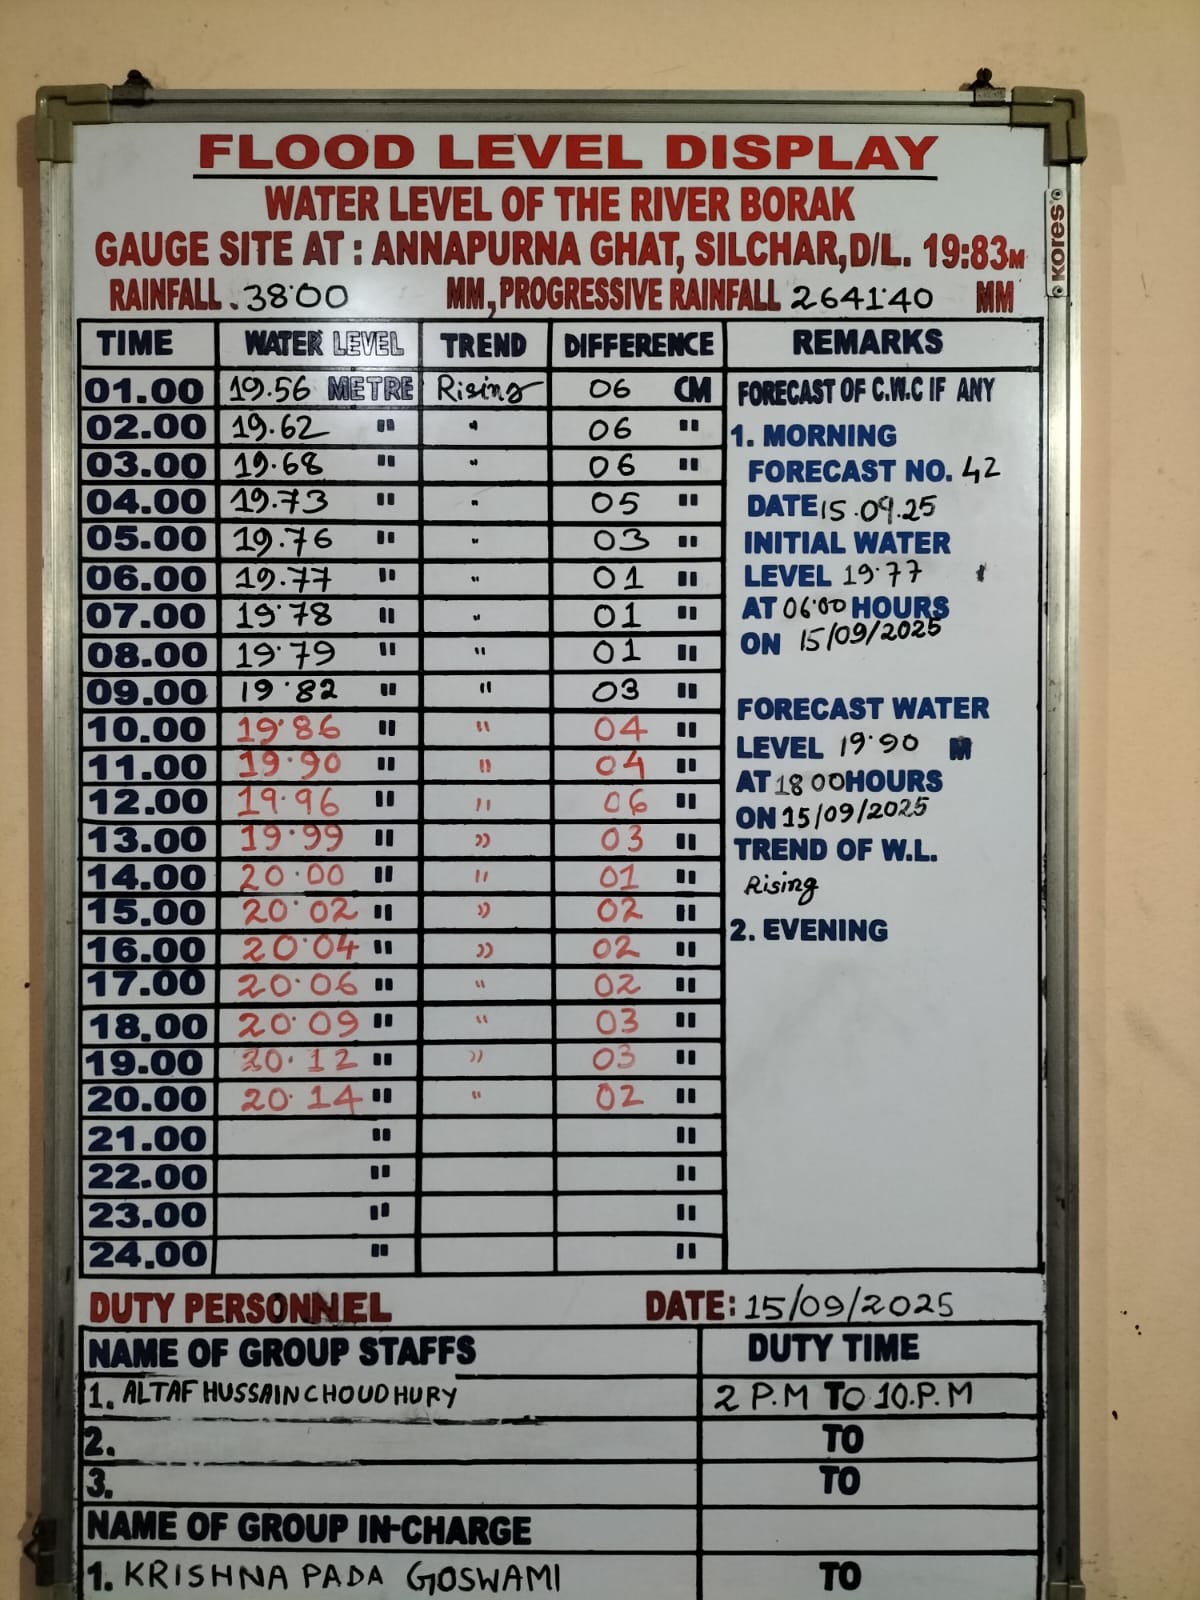 FLOOD LEVEL DISPLAY
WATER LEVEL OF THE RIVER BORAK
GAUGE SITE AT : ANNAPURNA GHAT, SILCHAR, D/L. 19:83M
RAINFALL . 38·00 MM, PROGRESSIVE RAINFALL 2641·40 MM
kores
TIME WATER LEVEL TREND DIFFERENCE REMARKS
01.00 19.56 METRE Rising 06 CM
02.00 19.62 " " 06 "
03.00 19.68 " " 06 "
04.00 19.73 " " 05 "
05.00 19.76 " " 03 "
06.00 19.77 " " 01 "
07.00 19·78 " " 01 "
08.00 19·79 " " 01 "
09.00 19·82 " " 03 "
10.00 19·86 " " 04 "
11.00 19·90 " " 04 "
12.00 19·96 " " 06 "
13.00 19·99 " " 03 "
14.00 20·00 " " 01 "
15.00 20·02 " " 02 "
16.00 20·04 " " 02 "
17.00 20·06 " " 02 "
18.00 20·09 " " 03 "
19.00 20·12 " " 03 "
20.00 20·14 " " 02 "
21.00 " "
22.00 " "
23.00 " "
24.00 " "
FORECAST OF C.W.C IF ANY
1. MORNING
FORECAST NO. 42
DATE 15.09.25
INITIAL WATER
LEVEL 19·77
AT 06·00 HOURS
ON 15/09/2025
FORECAST WATER
LEVEL 19·90 M
AT 18 00 HOURS
ON 15/09/2025
TREND OF W.L.
Rising
2. EVENING
DUTY PERSONNEL DATE: 15/09/2025
NAME OF GROUP STAFFS DUTY TIME
1. ALTAF HUSSAIN CHOUDHURY 2 P.M TO 10.P.M
2. TO
3. TO
NAME OF GROUP IN-CHARGE
1. KRISHNA PADA GOSWAMI TO